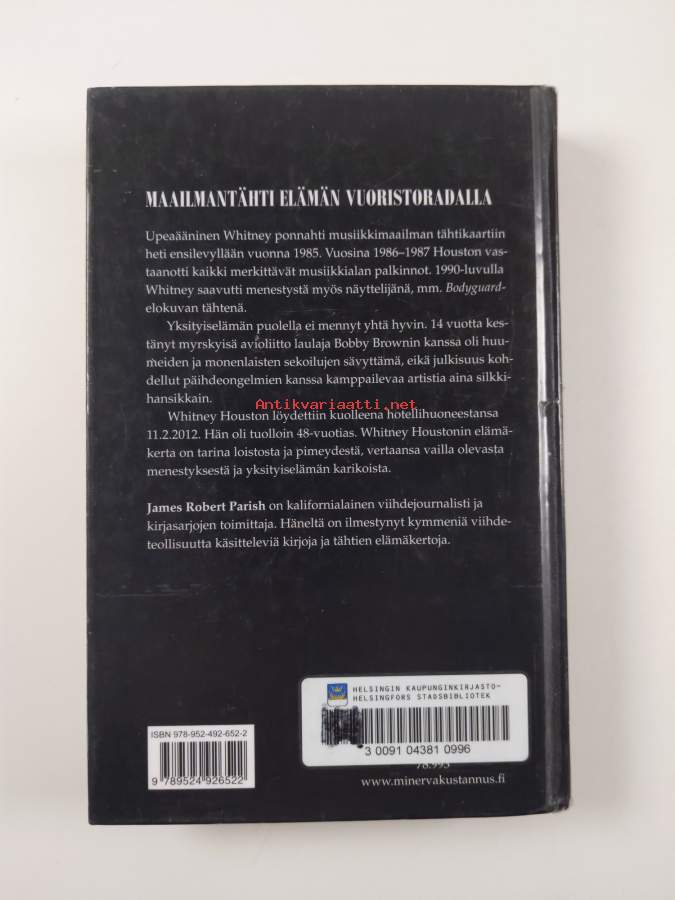 MAAILMANTÄHTI ELÄMÄN VUORISTORADALLA
Upeaääninen Whitney ponnahti musiikkimaailman tähtikaartiin
heti ensilevyllään vuonna 1985. Vuosina 1986–1987 Houston vas-
taanotti kaikki merkittävät musiikkialan palkinnot. 1990-luvulla
Whitney saavutti menestystä myös näyttelijänä, mm. Bodyguard-
elokuvan tähtenä.
Yksityiselämän puolella ei mennyt yhtä hyvin. 14 vuotta kes-
tänyt myrskyisä avioliitto laulaja Bobby Brownin kanssa oli huu-
meiden ja monenlaisten sekoilujen sävyttämä, eikä julkisuus koh-
dellut päihdeongelmien kanssa kamppailevaa artistia aina silkki-
hansikkain.
Antikvariaatti.net
Whitney Houston löydettiin kuolleena hotellihuoneestansa
11.2.2012. Hän oli tuolloin 48-vuotias. Whitney Houstonin elämä-
kerta on tarina loistosta ja pimeydestä, vertaansa vailla olevasta
menestyksestä ja yksityiselämän karikoista.
James Robert Parish on kalifornialainen viihdejournalisti ja
kirjasarjojen toimittaja. Häneltä on ilmestynyt kymmeniä viihde-
teollisuutta käsitteleviä kirjoja ja tähtien elämäkertoja.
HELSINGIN KAUPUNGINKIRJASTO-
HELSINGFORS STADSBIBLIOTEK
3 0091 04381 0996
ISBN 978-952-492-652-2
9 789524 926522
78.993
www.minervakustannus.fi